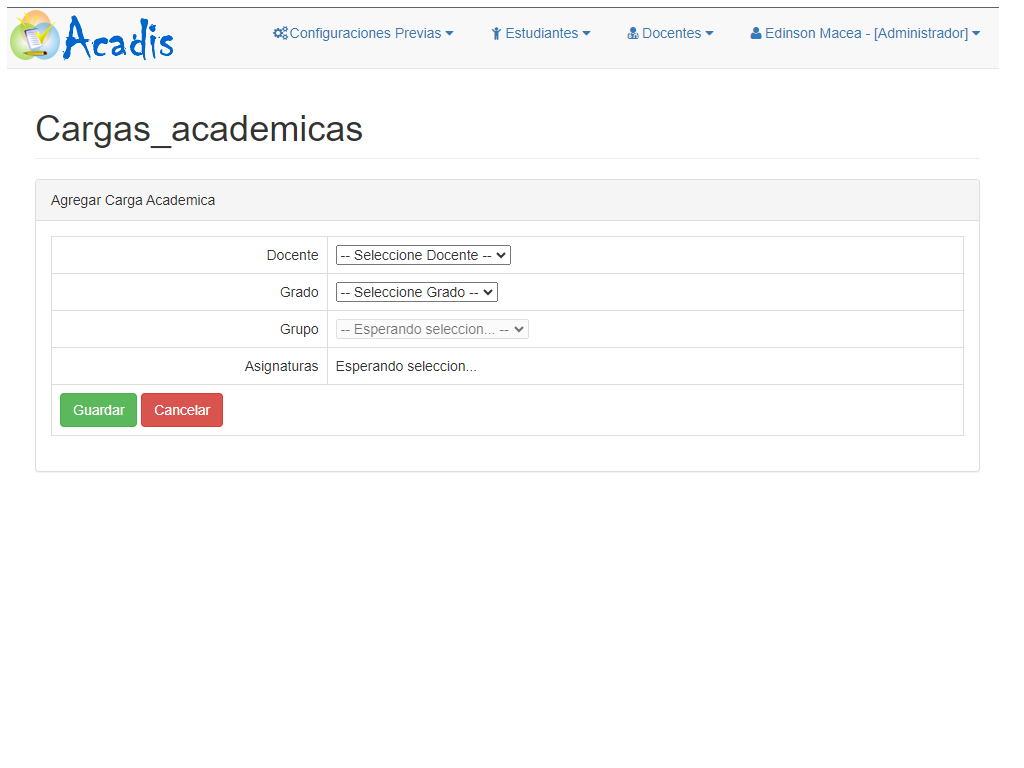 Acadis
Configuraciones Previas
Estudiantes
Docentes
Edinson Macea - [Administrador]
Cargas_academicas
Agregar Carga Academica
Docente -- Seleccione Docente --
Grado -- Seleccione Grado --
Grupo -- Esperando seleccion... --
Asignaturas Esperando seleccion...
Guardar Cancelar